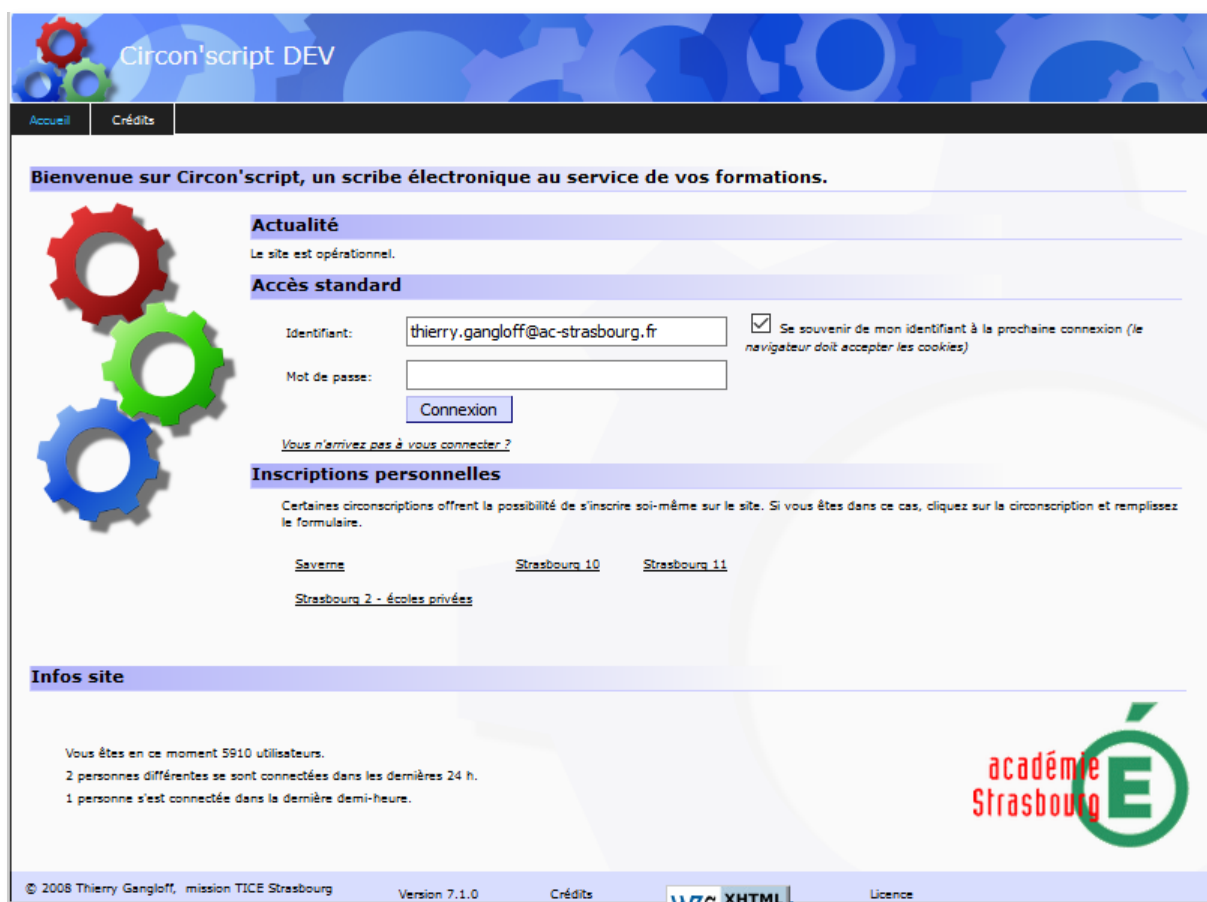 Circon'script DEV
Accueil Crédits
Bienvenue sur Circon'script, un scribe électronique au service de vos formations.
Actualité
Le site est opérationnel.
Accès standard
Identifiant: thierry.gangloff@ac-strasbourg.fr Se souvenir de mon identifiant à la prochaine connexion (le
navigateur doit accepter les cookies)
Mot de passe:
Connexion
Vous n'arrivez pas à vous connecter ?
Inscriptions personnelles
Certaines circonscriptions offrent la possibilité de s'inscrire soi-même sur le site. Si vous êtes dans ce cas, cliquez sur la circonscription et remplissez
le formulaire.
Saverne Strasbourg 10 Strasbourg 11
Strasbourg 2 - écoles privées
Infos site
Vous êtes en ce moment 5910 utilisateurs.
2 personnes différentes se sont connectées dans les dernières 24 h.
1 personne s'est connectée dans la dernière demi-heure.
académie É
Strasbourg
© 2008 Thierry Gangloff, mission TICE Strasbourg Version 7.1.0 Crédits W3C XHTML Licence